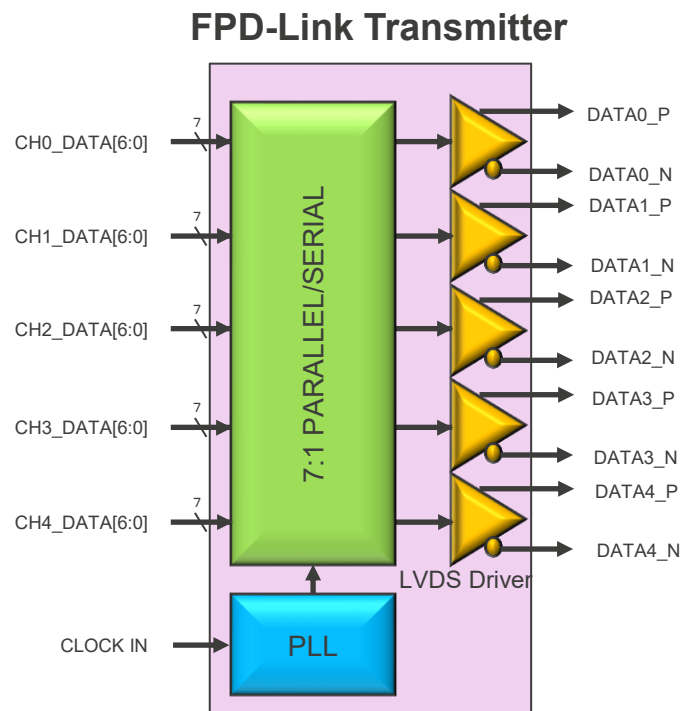 FPD-Link Transmitter
CH0_DATA[6:0]
7
CH1_DATA[6:0]
7
CH2_DATA[6:0]
7
CH3_DATA[6:0]
7
CH4_DATA[6:0]
7
CLOCK IN
7:1 PARALLEL/SERIAL
PLL
LVDS Driver
DATA0_P
DATA0_N
DATA1_P
DATA1_N
DATA2_P
DATA2_N
DATA3_P
DATA3_N
DATA4_P
DATA4_N